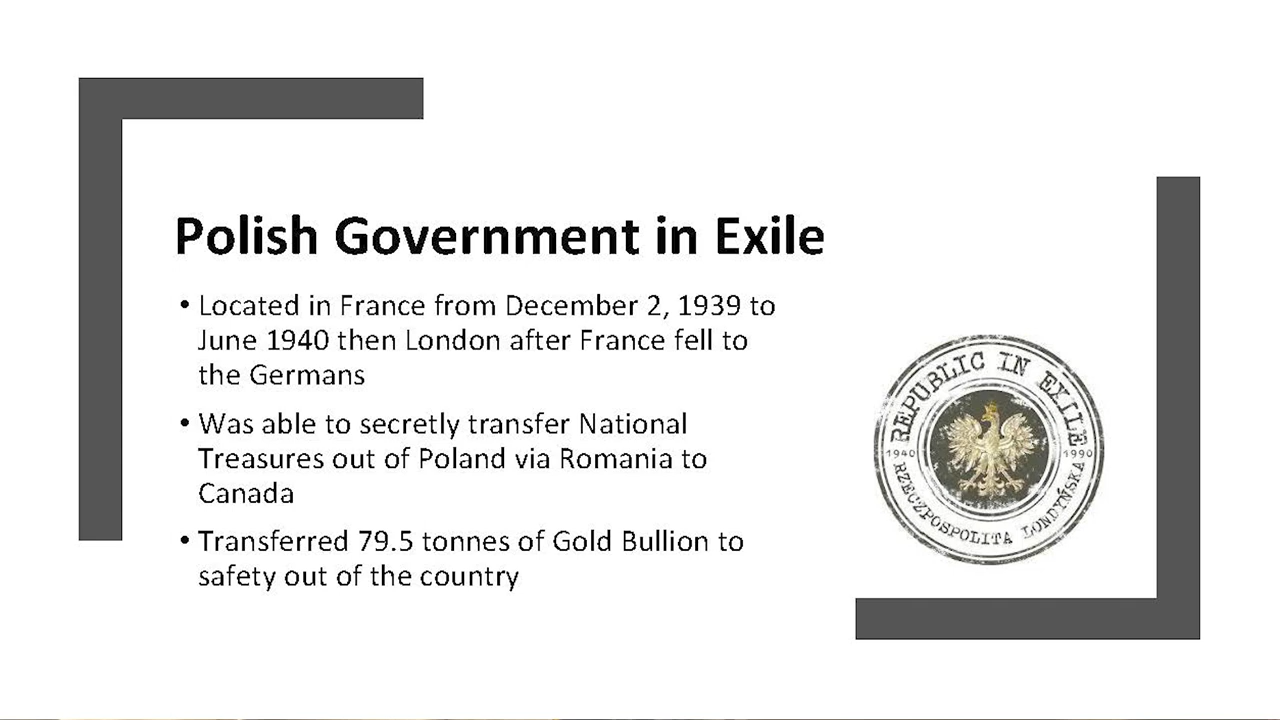 Polish Government in Exile
• Located in France from December 2, 1939 to
June 1940 then London after France fell to
the Germans
• Was able to secretly transfer National
Treasures out of Poland via Romania to
Canada
• Transferred 79.5 tonnes of Gold Bullion to
safety out of the country
REPUBLIC IN EXILE
1940 1990
RZECZPOSPOLITA LONDYŃSKA